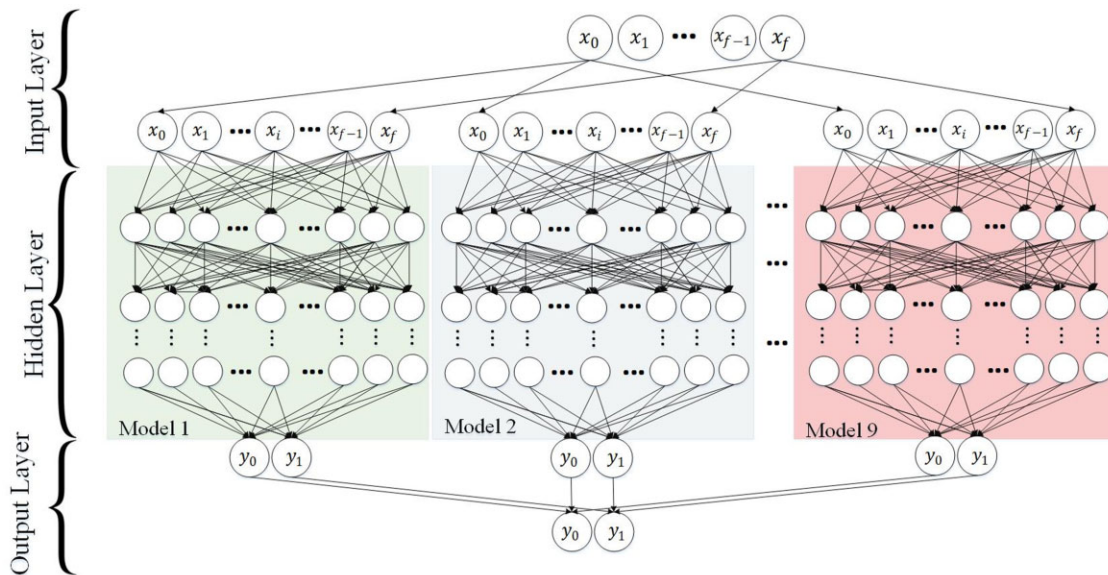 Input Layer
x0 x1 ... xf−1 xf
x0 x1 ... xi ... xf−1 xf
x0 x1 ... xi ... xf−1 xf
x0 x1 ... xi ... xf−1 xf
Hidden Layer
Model 1
Model 2
Model 9
Output Layer
y0 y1
y0 y1
y0 y1
y0 y1